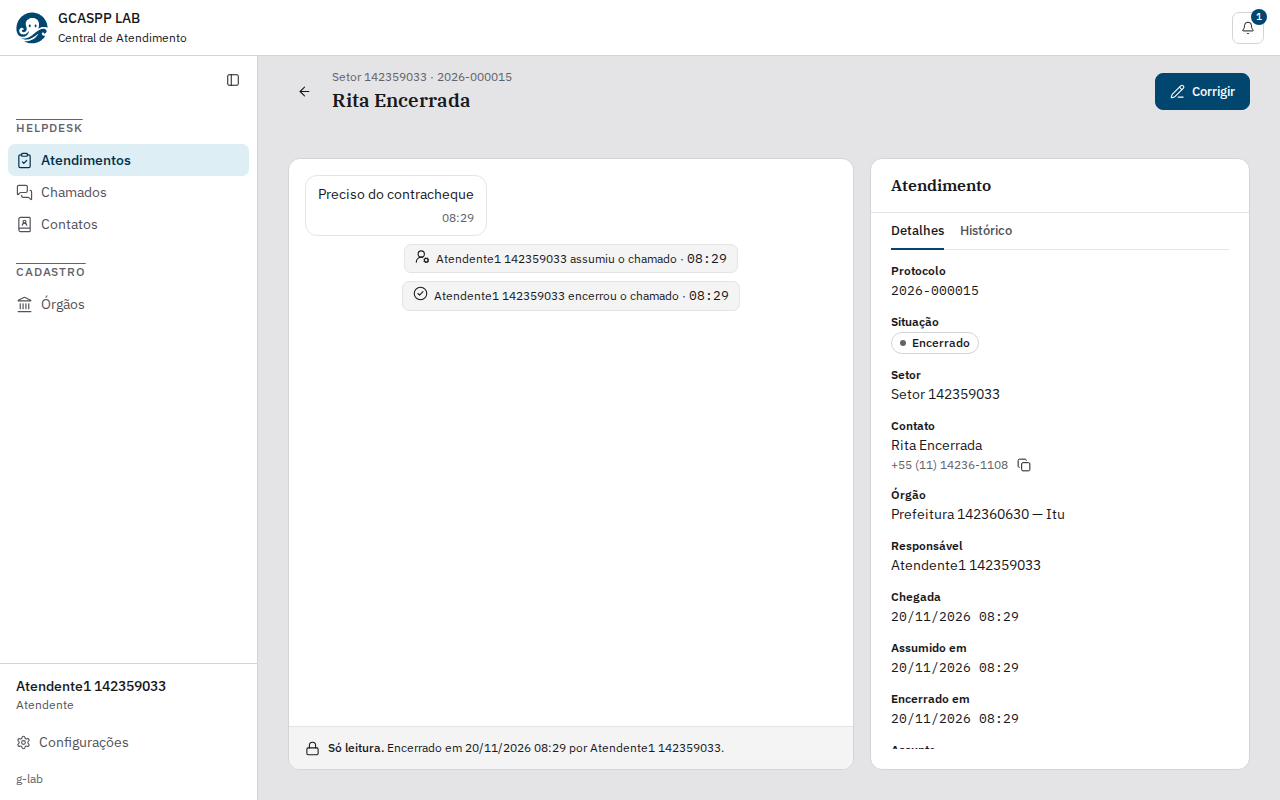 GCASPP LAB
Central de Atendimento
1
HELPDESK
Atendimentos
Chamados
Contatos
CADASTRO
Órgãos
Atendente1 142359033
Atendente
Configurações
g-lab
Setor 142359033 · 2026-000015
Rita Encerrada
Corrigir
Preciso do contracheque
08:29
Atendente1 142359033 assumiu o chamado · 08:29
Atendente1 142359033 encerrou o chamado · 08:29
Só leitura. Encerrado em 20/11/2026 08:29 por Atendente1 142359033.
Atendimento
Detalhes Histórico
Protocolo
2026-000015
Situação
Encerrado
Setor
Setor 142359033
Contato
Rita Encerrada
+55 (11) 14236-1108
Órgão
Prefeitura 142360630 — Itu
Responsável
Atendente1 142359033
Chegada
20/11/2026 08:29
Assumido em
20/11/2026 08:29
Encerrado em
20/11/2026 08:29